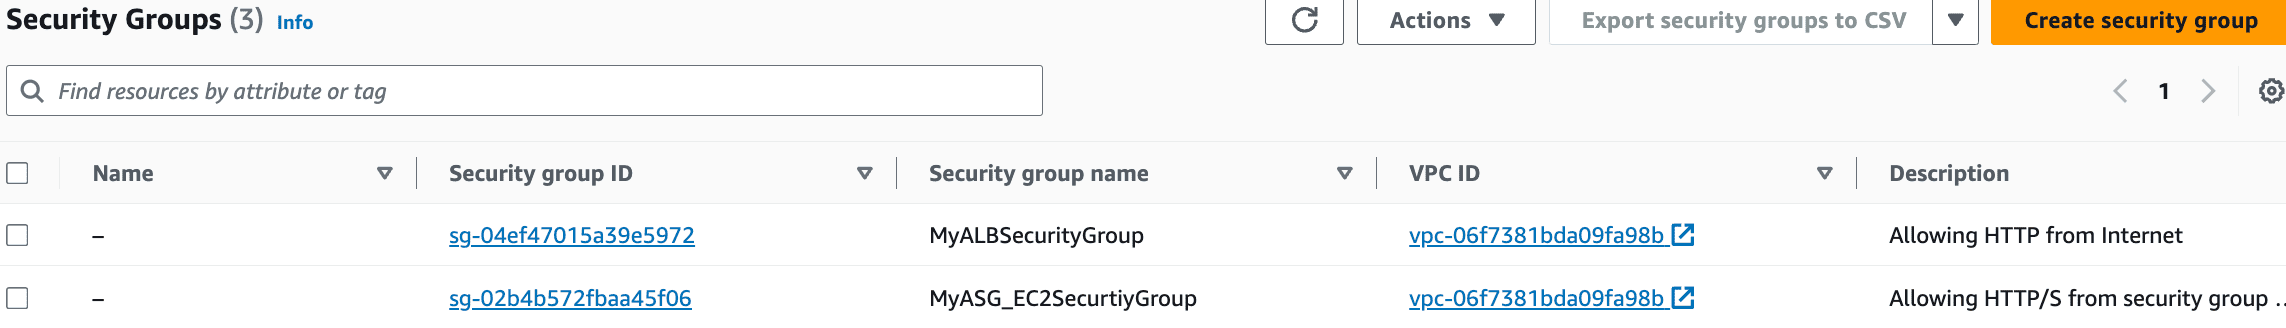 Security Groups (3) Info
Actions
Export security groups to CSV
Create security group
Find resources by attribute or tag
1
Name Security group ID Security group name VPC ID Description
– sg-04ef47015a39e5972 MyALBSecurityGroup vpc-06f7381bda09fa98b Allowing HTTP from Internet
– sg-02b4b572fbaa45f06 MyASG_EC2SecurtiyGroup vpc-06f7381bda09fa98b Allowing HTTP/S from security group ..